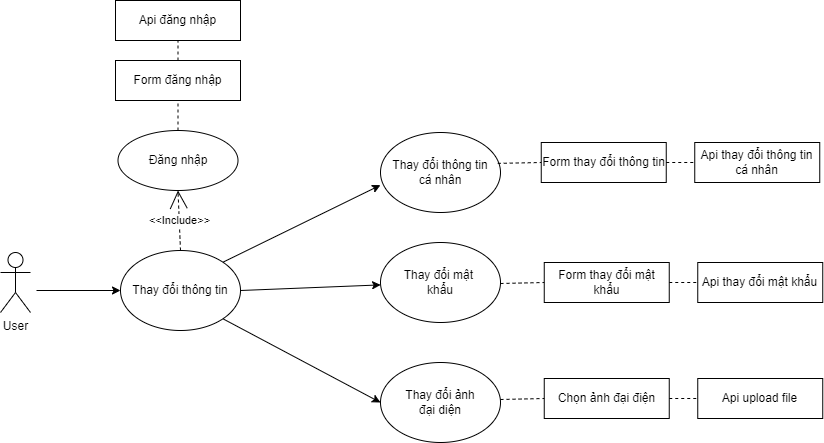 Api đăng nhập
Form đăng nhập
Đăng nhập
<<Include>>
User
Thay đổi thông tin
Thay đổi thông tin
cá nhân
Form thay đổi thông tin
Api thay đổi thông tin
cá nhân
Thay đổi mật
khẩu
Form thay đổi mật
khẩu
Api thay đổi mật khẩu
Thay đổi ảnh
đại diện
Chọn ảnh đại điện
Api upload file